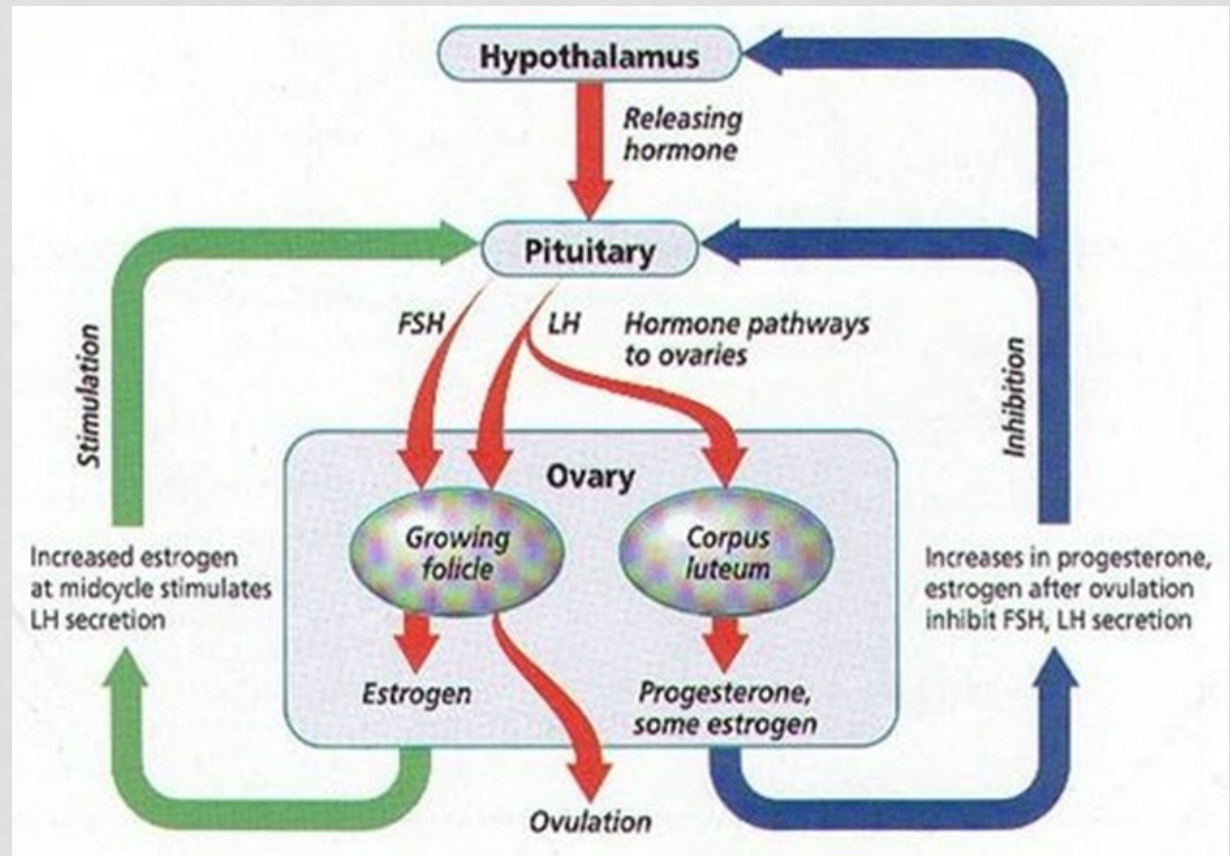 Hypothalamus
Releasing
hormone
Pituitary
FSH
LH
Hormone pathways
to ovaries
Stimulation
Inhibition
Ovary
Growing
folicle
Corpus
luteum
Increased estrogen
at midcycle stimulates
LH secretion
Increases in progesterone,
estrogen after ovulation
inhibit FSH, LH secretion
Estrogen
Progesterone,
some estrogen
Ovulation